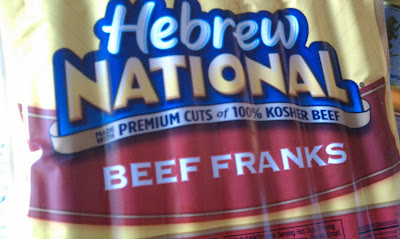 Hebrew
NATIONAL
MADE WITH PREMIUM CUTS of 100% KOSHER BEEF
BEEF FRANKS